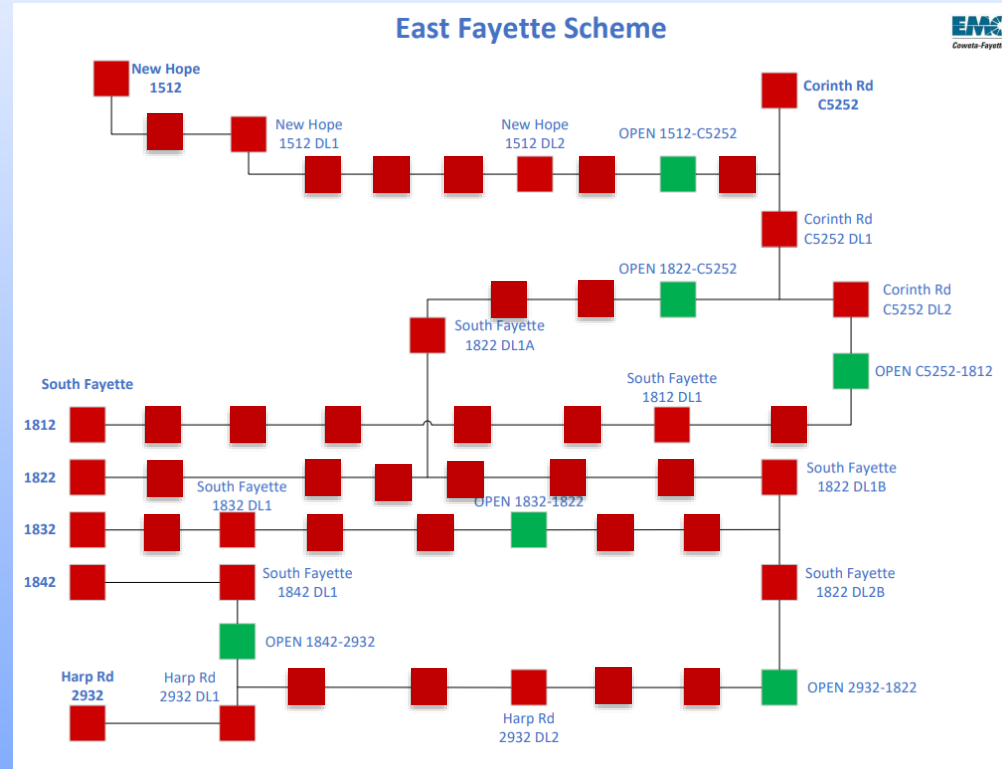 East Fayette Scheme
EMC
Coweta-Fayette
New Hope
1512
Corinth Rd
C5252
New Hope
1512 DL1
New Hope
1512 DL2
OPEN 1512-C5252
Corinth Rd
C5252 DL1
OPEN 1822-C5252
Corinth Rd
C5252 DL2
South Fayette
1822 DL1A
OPEN C5252-1812
South Fayette
South Fayette
1812 DL1
1812
1822
South Fayette
1822 DL1B
South Fayette
1832 DL1
OPEN 1832-1822
1832
1842
South Fayette
1842 DL1
South Fayette
1822 DL2B
OPEN 1842-2932
Harp Rd
2932
Harp Rd
2932 DL1
OPEN 2932-1822
Harp Rd
2932 DL2